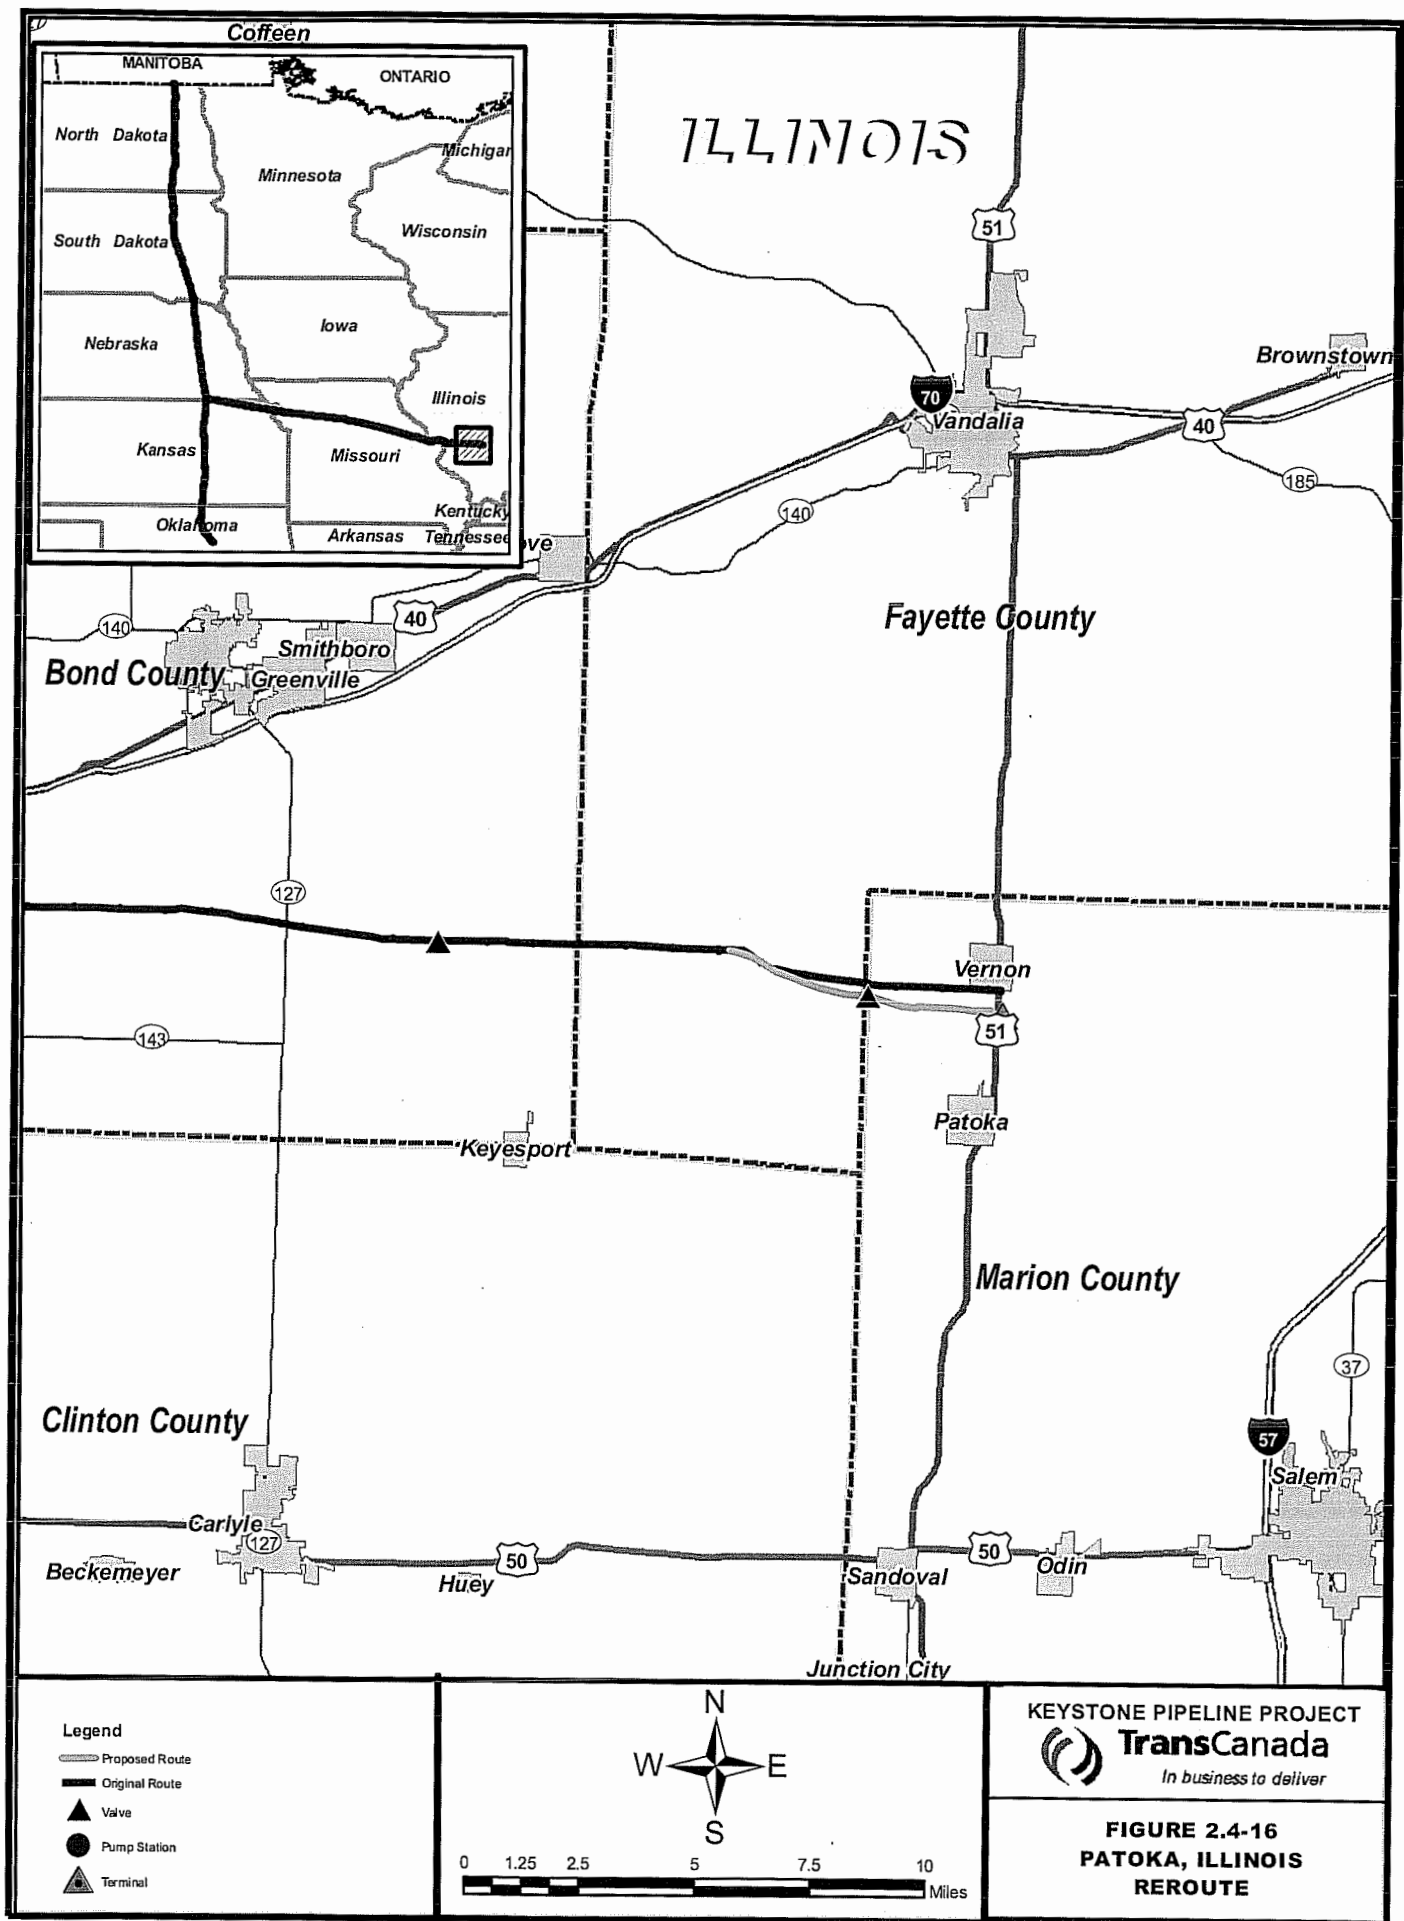 Coffeen
MANITOBA
ONTARIO
North Dakota
Minnesota
Michigan
South Dakota
Wisconsin
Nebraska
Iowa
Illinois
Kansas
Missouri
Kentucky
Oklahoma
Arkansas
Tennessee
ILLINOIS
51
Brownstown
70
Vandalia
40
185
140
ove
40
Fayette County
140
Smithboro
Bond County
Greenville
127
Vernon
143
51
Patoka
Keyesport
Marion County
37
Clinton County
57
Salem
Carlyle
127
50
50
Beckemeyer
Huey
Sandoval
Odin
Junction City
Legend
Proposed Route
Original Route
Valve
Pump Station
Terminal
N
W E
S
0 1.25 2.5 5 7.5 10
Miles
KEYSTONE PIPELINE PROJECT
TransCanada
In business to deliver
FIGURE 2.4-16
PATOKA, ILLINOIS
REROUTE